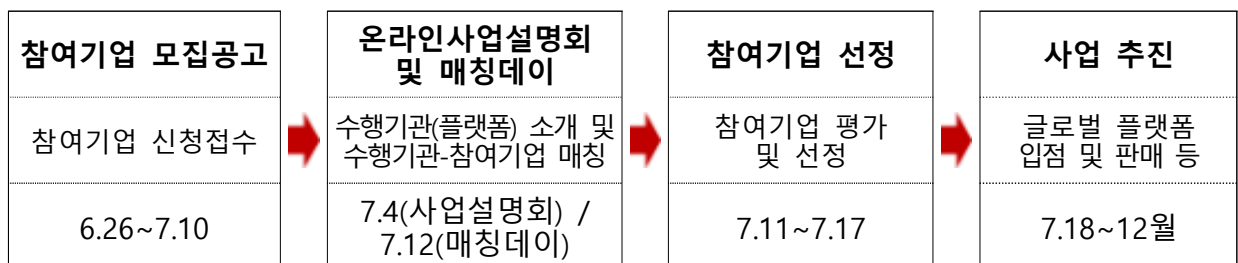 참여기업 모집공고
참여기업 신청접수
6.26~7.10
온라인사업설명회
및 매칭데이
수행기관(플랫폼) 소개 및
수행기관-참여기업 매칭
7.4(사업설명회) /
7.12(매칭데이)
참여기업 선정
참여기업 평가
및 선정
7.11~7.17
사업 추진
글로벌 플랫폼
입점 및 판매 등
7.18~12월